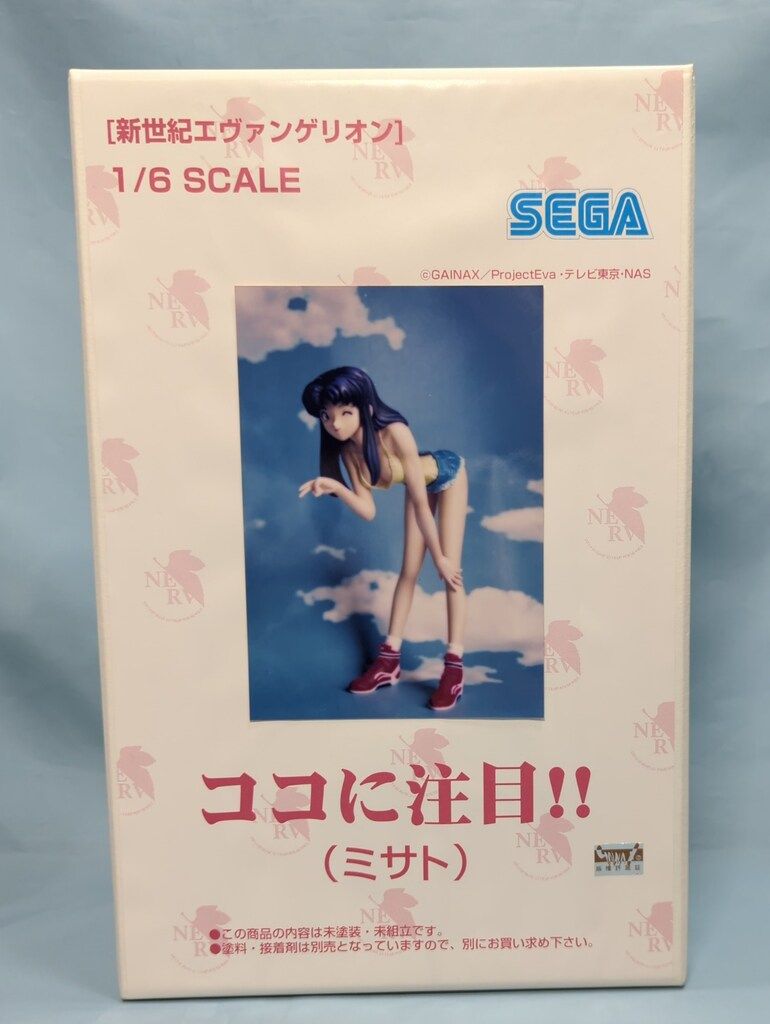 [新世紀エヴァンゲリオン]
1/6 SCALE
SEGA
©GAINAX／ProjectEva・テレビ東京・NAS
NERV
ココに注目!!
（ミサト）
●この商品の内容は未塗装・未組立です。
●塗料・接着剤は別売となっていますので、別にお買い求め下さい。